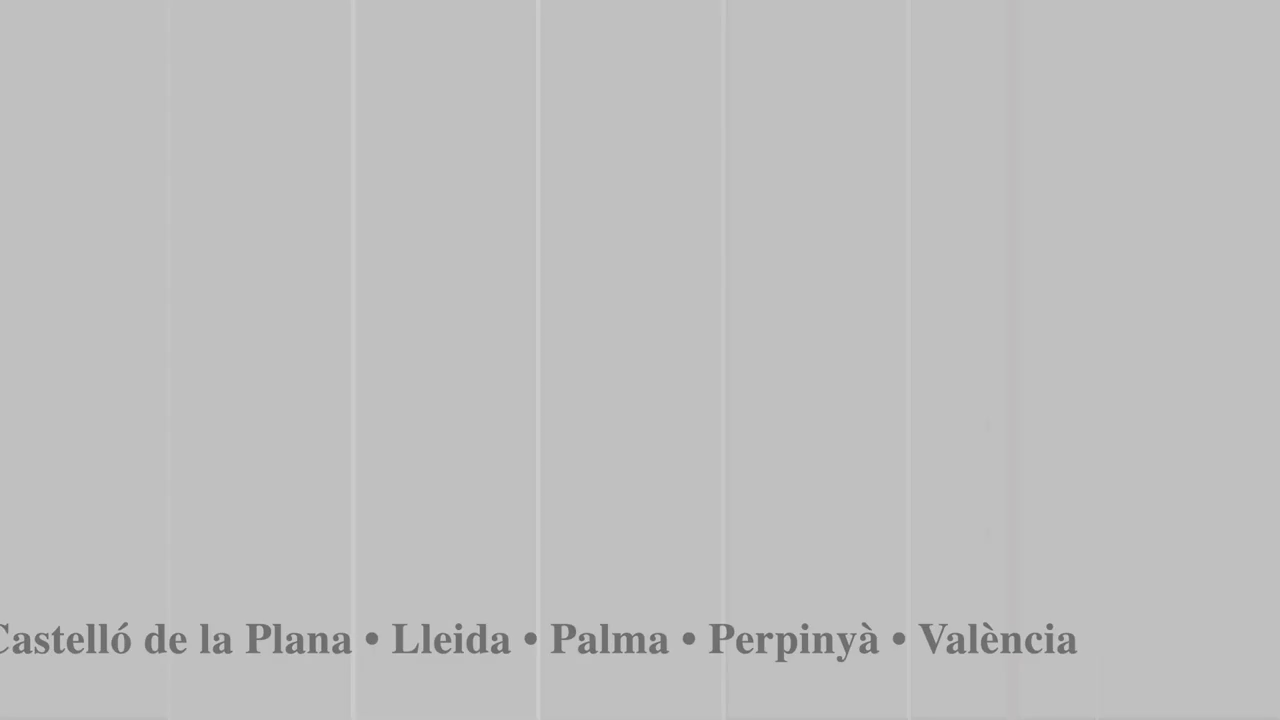 Castelló de la Plana • Lleida • Palma • Perpinyà • València